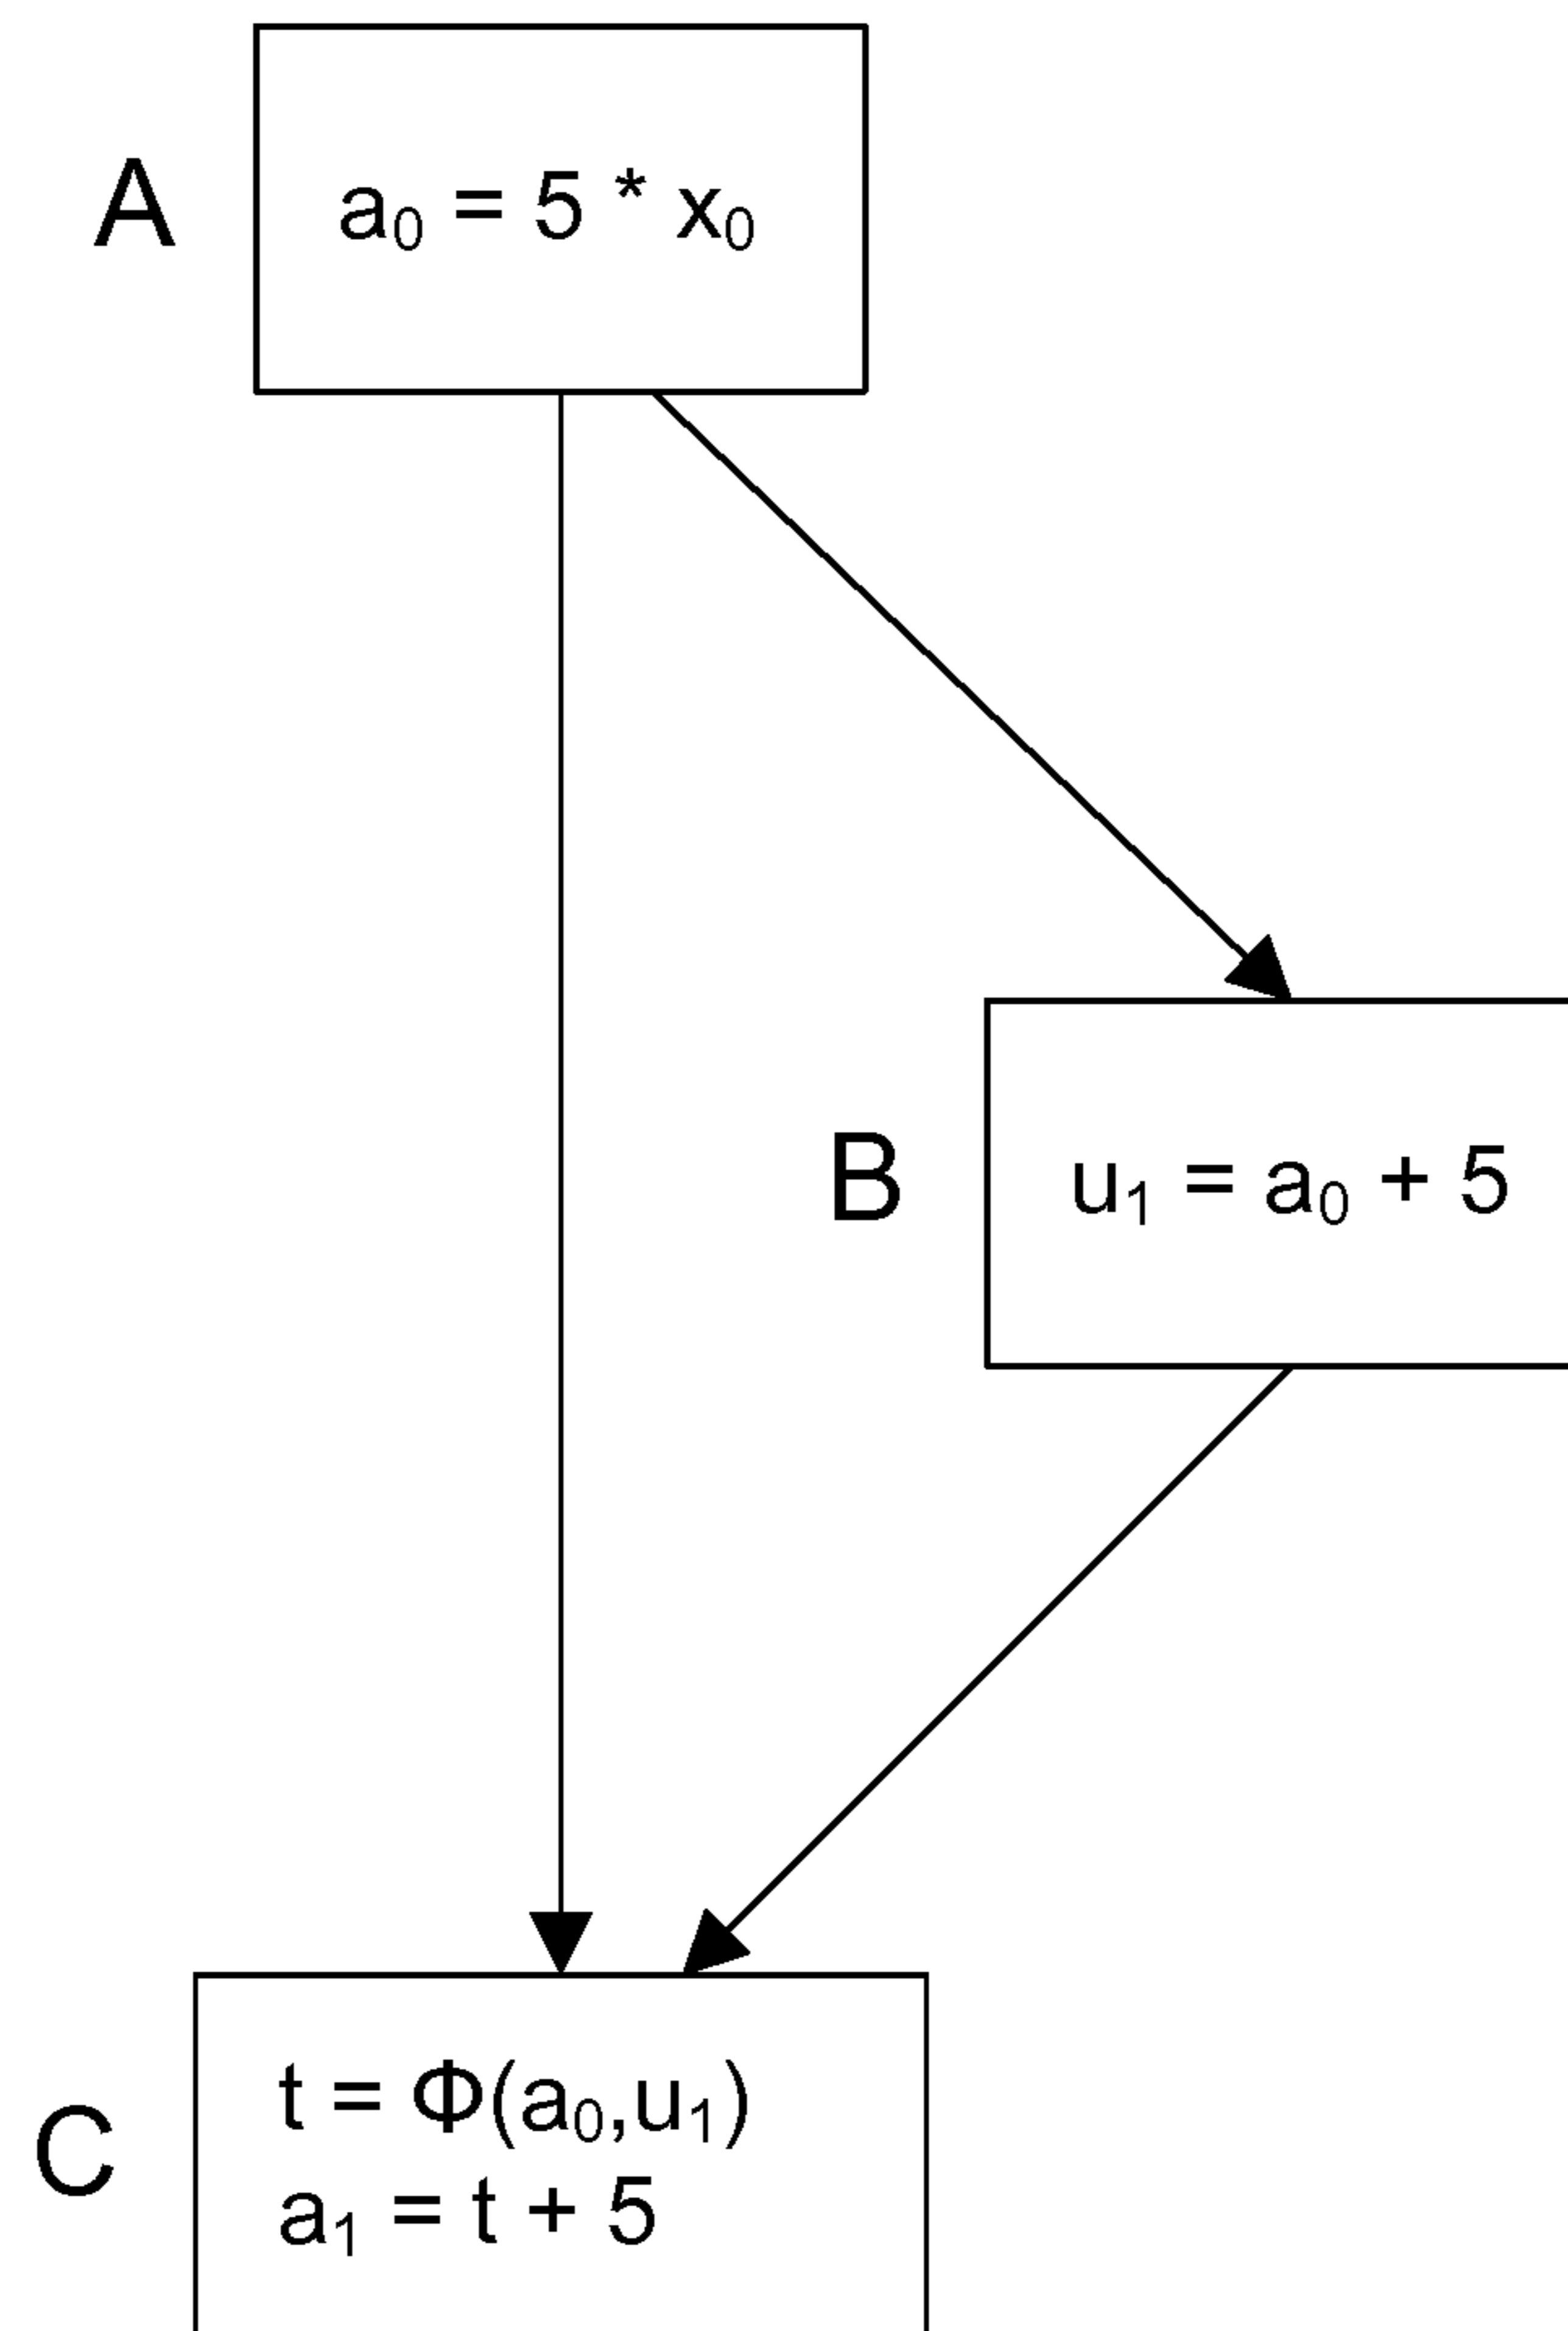 A
a₀ = 5 * x₀
B
u₁ = a₀ + 5
C
t = Φ(a₀,u₁)
a₁ = t + 5